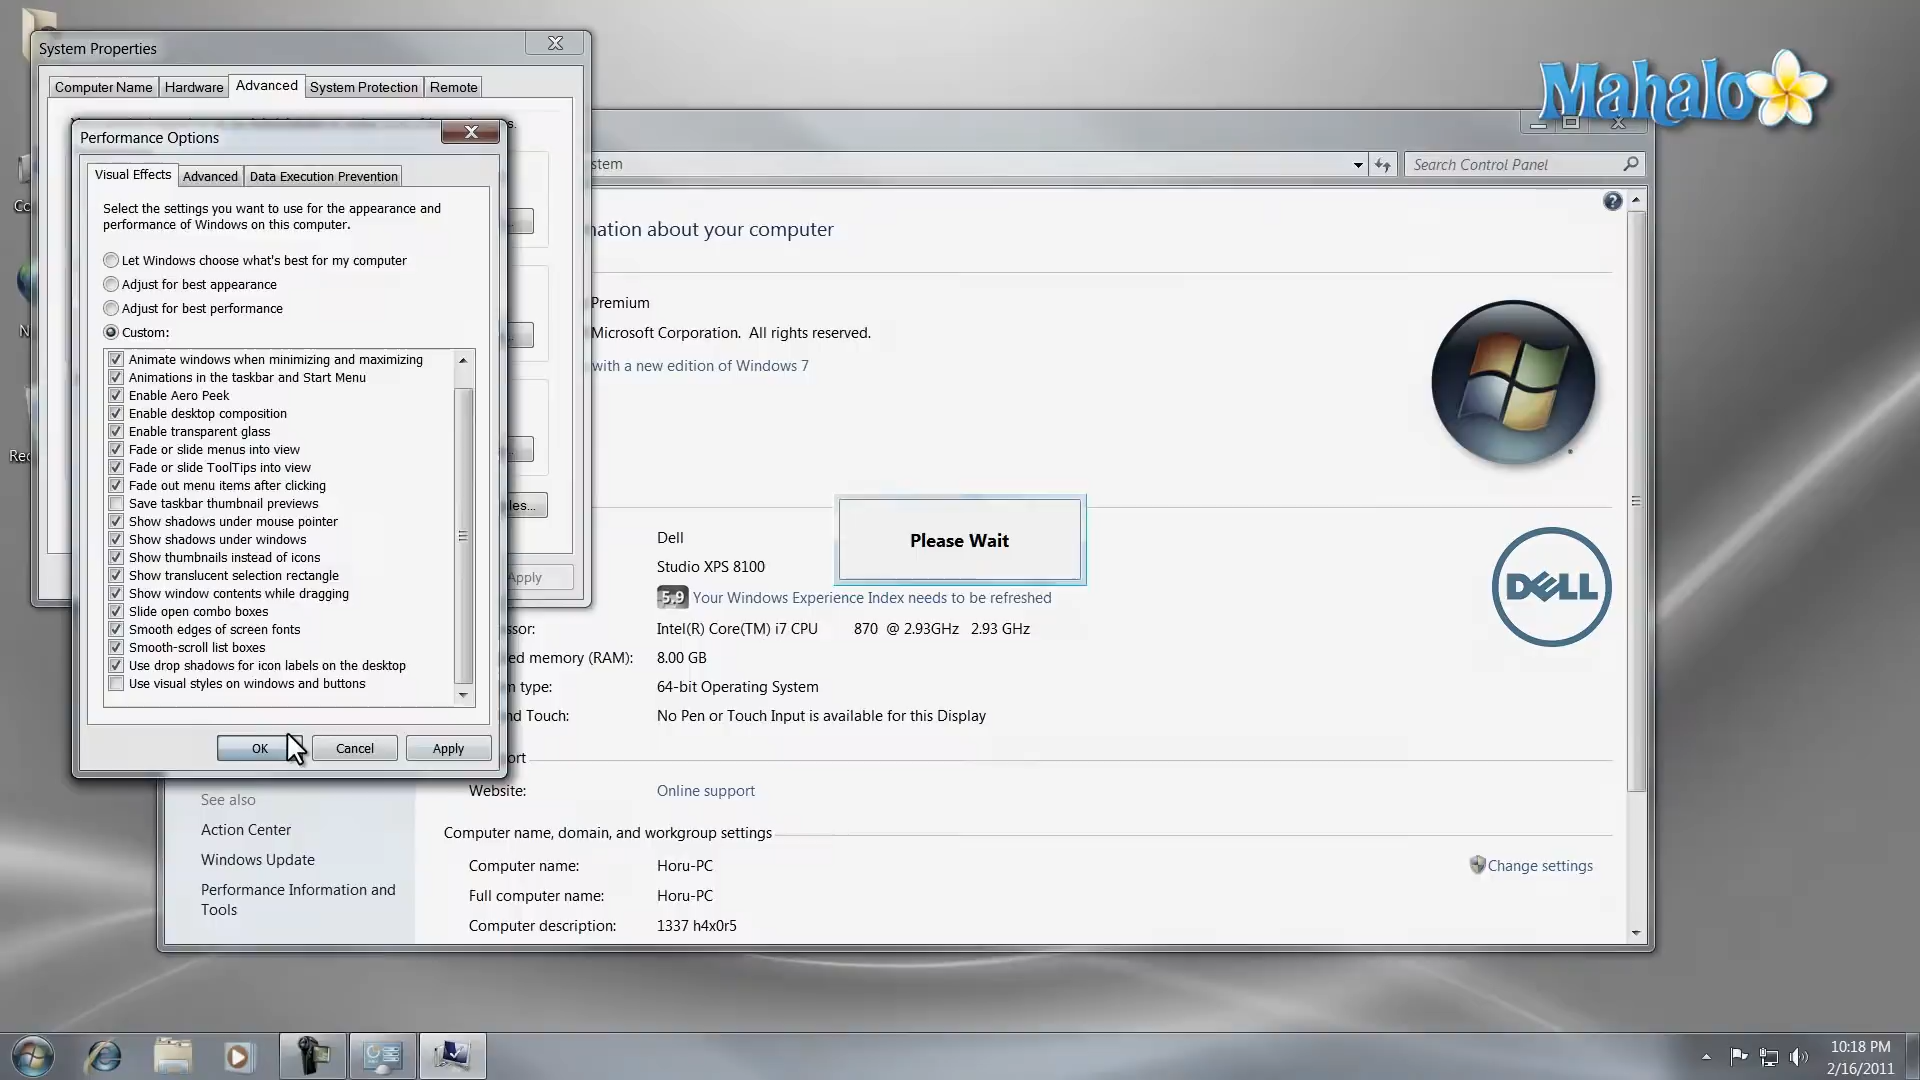 System Properties
Computer Name
Hardware
Advanced
System Protection
Remote
Performance Options
Visual Effects
Advanced
Data Execution Prevention
Select the settings you want to use for the appearance and
performance of Windows on this computer.
Let Windows choose what's best for my computer
Adjust for best appearance
Adjust for best performance
Custom:
Animate windows when minimizing and maximizing
Animations in the taskbar and Start Menu
Enable Aero Peek
Enable desktop composition
Enable transparent glass
Fade or slide menus into view
Fade or slide ToolTips into view
Fade out menu items after clicking
Save taskbar thumbnail previews
Show shadows under mouse pointer
Show shadows under windows
Show thumbnails instead of icons
Show translucent selection rectangle
Show window contents while dragging
Slide open combo boxes
Smooth edges of screen fonts
Smooth-scroll list boxes
Use drop shadows for icon labels on the desktop
Use visual styles on windows and buttons
OK
Cancel
Apply
Apply
Mahalo
Search Control Panel
about your computer
Premium
Microsoft Corporation. All rights reserved.
with a new edition of Windows 7
Please Wait
Dell
Studio XPS 8100
5.9 Your Windows Experience Index needs to be refreshed
Intel(R) Core(TM) i7 CPU 870 @ 2.93GHz 2.93 GHz
memory (RAM): 8.00 GB
type: 64-bit Operating System
Touch: No Pen or Touch Input is available for this Display
DELL
Website: Online support
Computer name, domain, and workgroup settings
Computer name: Horu-PC
Full computer name: Horu-PC
Computer description: 1337 h4x0r5
Change settings
See also
Action Center
Windows Update
Performance Information and
Tools
10:18 PM
2/16/2011